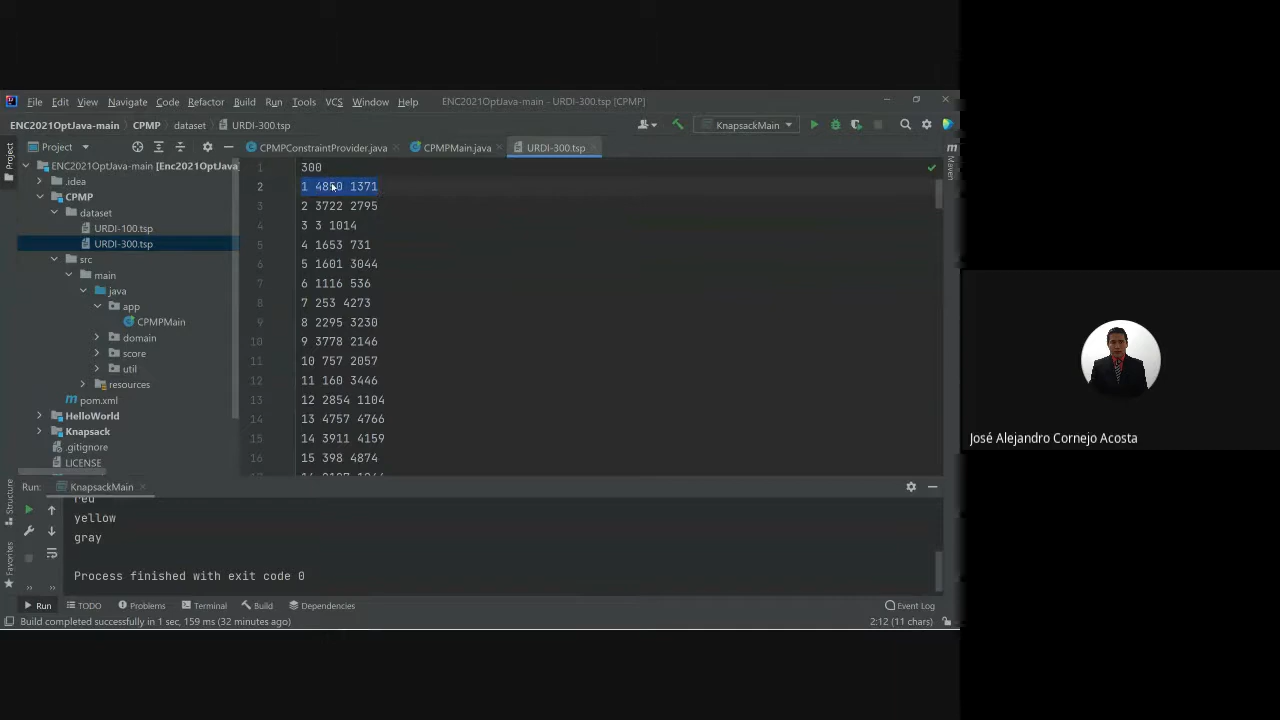 File Edit View Navigate Code Refactor Build Run Tools VCS Window Help ENC2021OptJava-main - URDI-300.tsp [CPMP]
ENC2021OptJava-main CPMP dataset URDI-300.tsp KnapsackMain
Project CPMPConstraintProvider.java CPMPMain.java URDI-300.tsp
Project
Maven
ENC2021OptJava-main [Enc2021OptJava
.idea
CPMP
dataset
URDI-100.tsp
URDI-300.tsp
src
main
java
app
CPMPMain
domain
score
util
resources
pom.xml
HelloWorld
Knapsack
.gitignore
LICENSE
1 300
2 1 4850 1371
3 2 3722 2795
4 3 3 1014
5 4 1653 731
6 5 1601 3044
7 6 1116 536
8 7 253 4273
9 8 2295 3230
10 9 3778 2146
11 10 757 2057
12 11 160 3446
13 12 2854 1104
14 13 4757 4766
15 14 3911 4159
16 15 398 4874
José Alejandro Cornejo Acosta
Structure
Favorites
Run: KnapsackMain
red
yellow
gray
Process finished with exit code 0
Run TODO Problems Terminal Build Dependencies Event Log
Build completed successfully in 1 sec, 159 ms (32 minutes ago) 2:12 (11 chars)